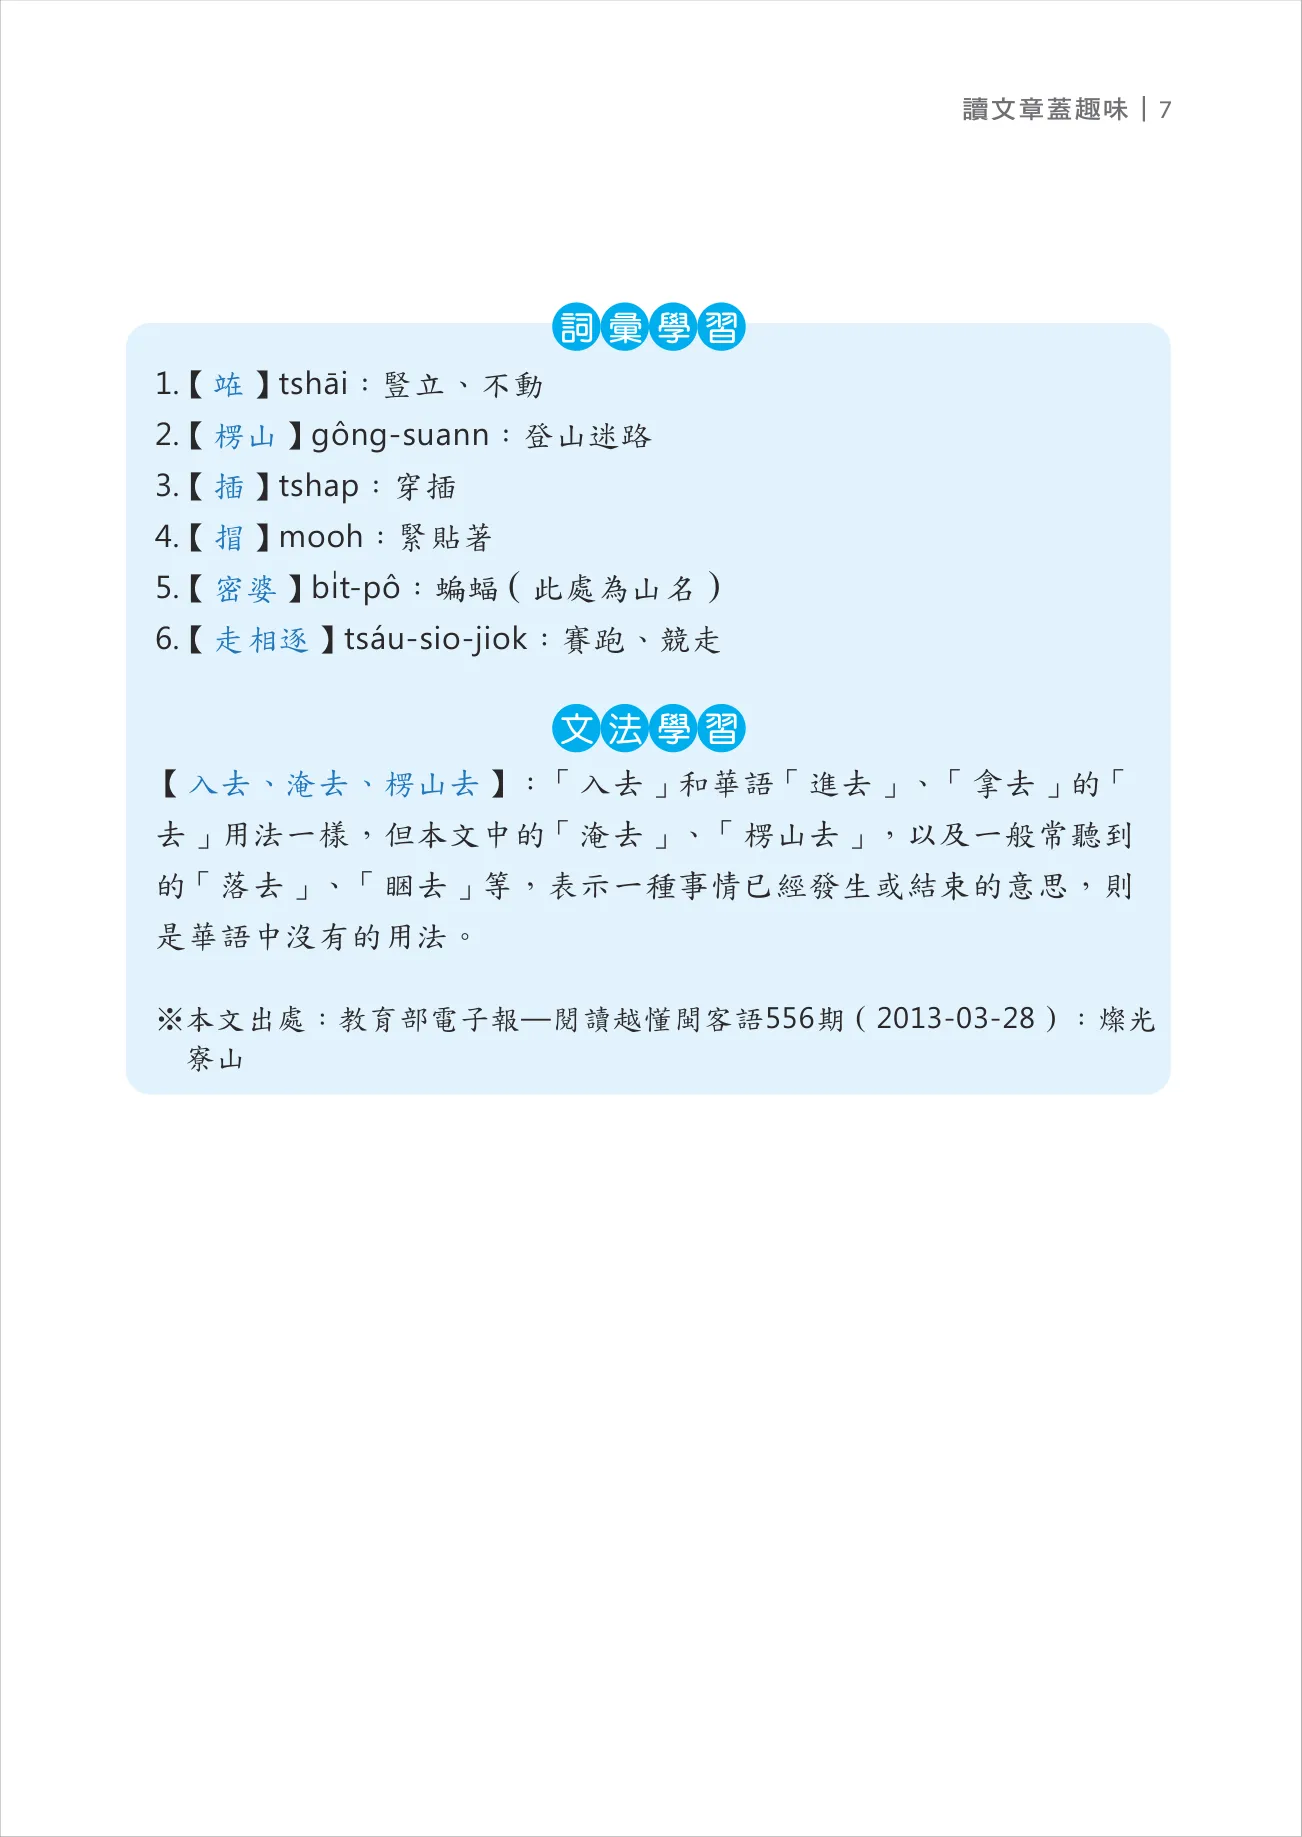 讀文章蓋趣味｜7
詞彙學習
1.【在】tshāi：豎立、不動
2.【楞山】gông-suann：登山迷路
3.【插】tshap：穿插
4.【𢯾】mooh：緊貼著
5.【密婆】bi̍t-pô：蝙蝠（此處為山名）
6.【走相逐】tsáu-sio-jiok：賽跑、競走
文法學習
【入去、淹去、楞山去】：「入去」和華語「進去」、「拿去」的「
去」用法一樣，但本文中的「淹去」、「楞山去」，以及一般常聽到
的「落去」、「睏去」等，表示一種事情已經發生或結束的意思，則
是華語中沒有的用法。
※本文出處：教育部電子報—閱讀越懂閩客語556期（2013-03-28）：燦光
寮山